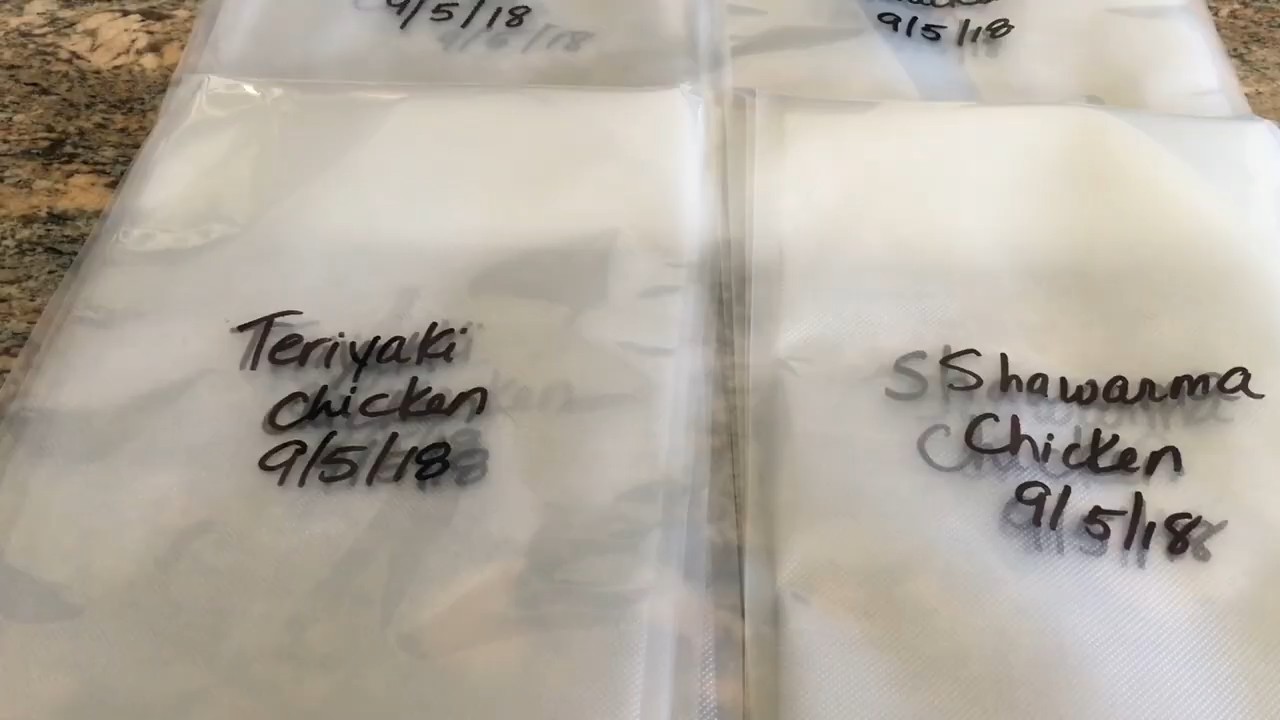 9/5/18
9/5/18
Teriyaki
chicken
9/5/18
Shawarma
Chicken
9/5/18